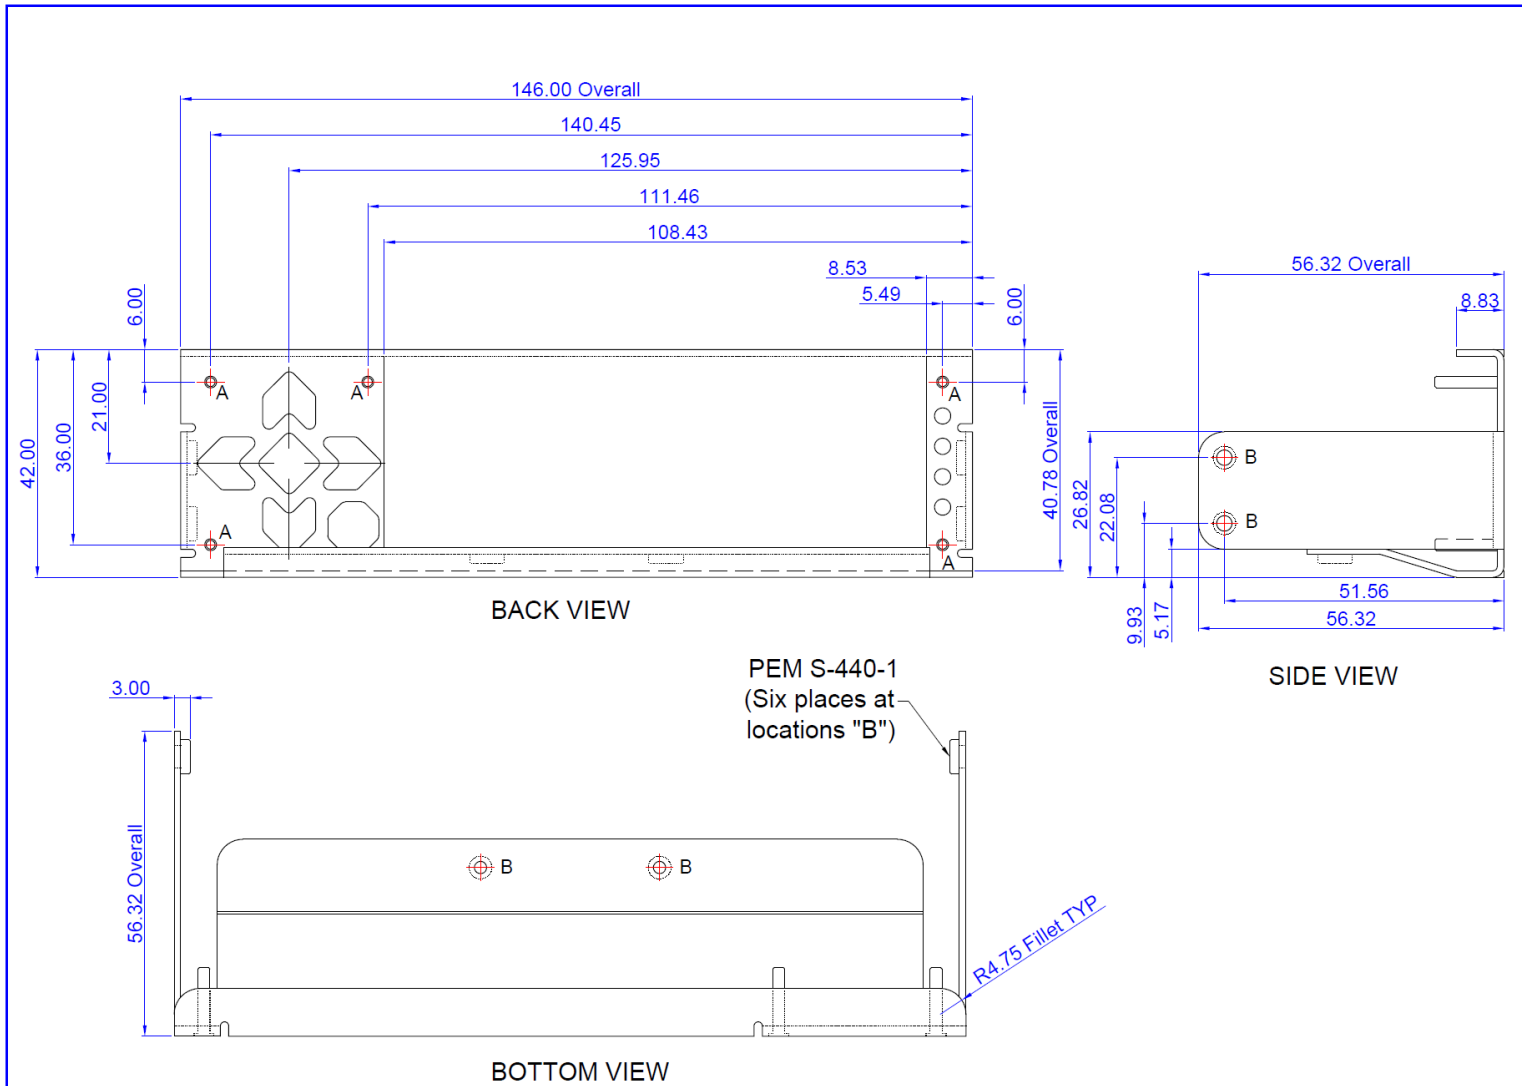 146.00 Overall
140.45
125.95
111.46
108.43
8.53
5.49
6.00
6.00
21.00
36.00
42.00
40.78 Overall
A
A
A
A
A
BACK VIEW
56.32 Overall
8.83
B
B
26.82
22.08
9.93
5.17
51.56
56.32
SIDE VIEW
PEM S-440-1
(Six places at
locations "B")
3.00
56.32 Overall
B
B
R4.75 Fillet TYP
BOTTOM VIEW